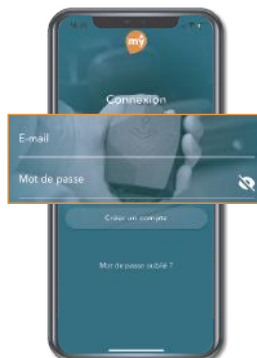 my
Connexion
E-mail
Mot de passe
Créer un compte
Mot de passe oublié ?